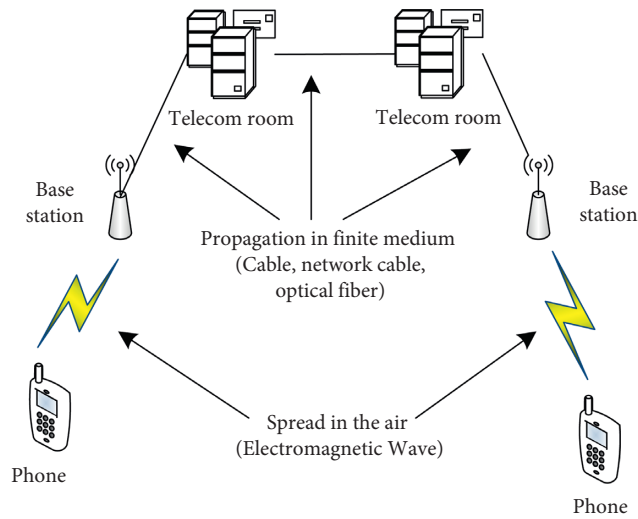 Telecom room
Telecom room
Base
station
Base
station
Propagation in finite medium
(Cable, network cable,
optical fiber)
Spread in the air
(Electromagnetic Wave)
Phone
Phone